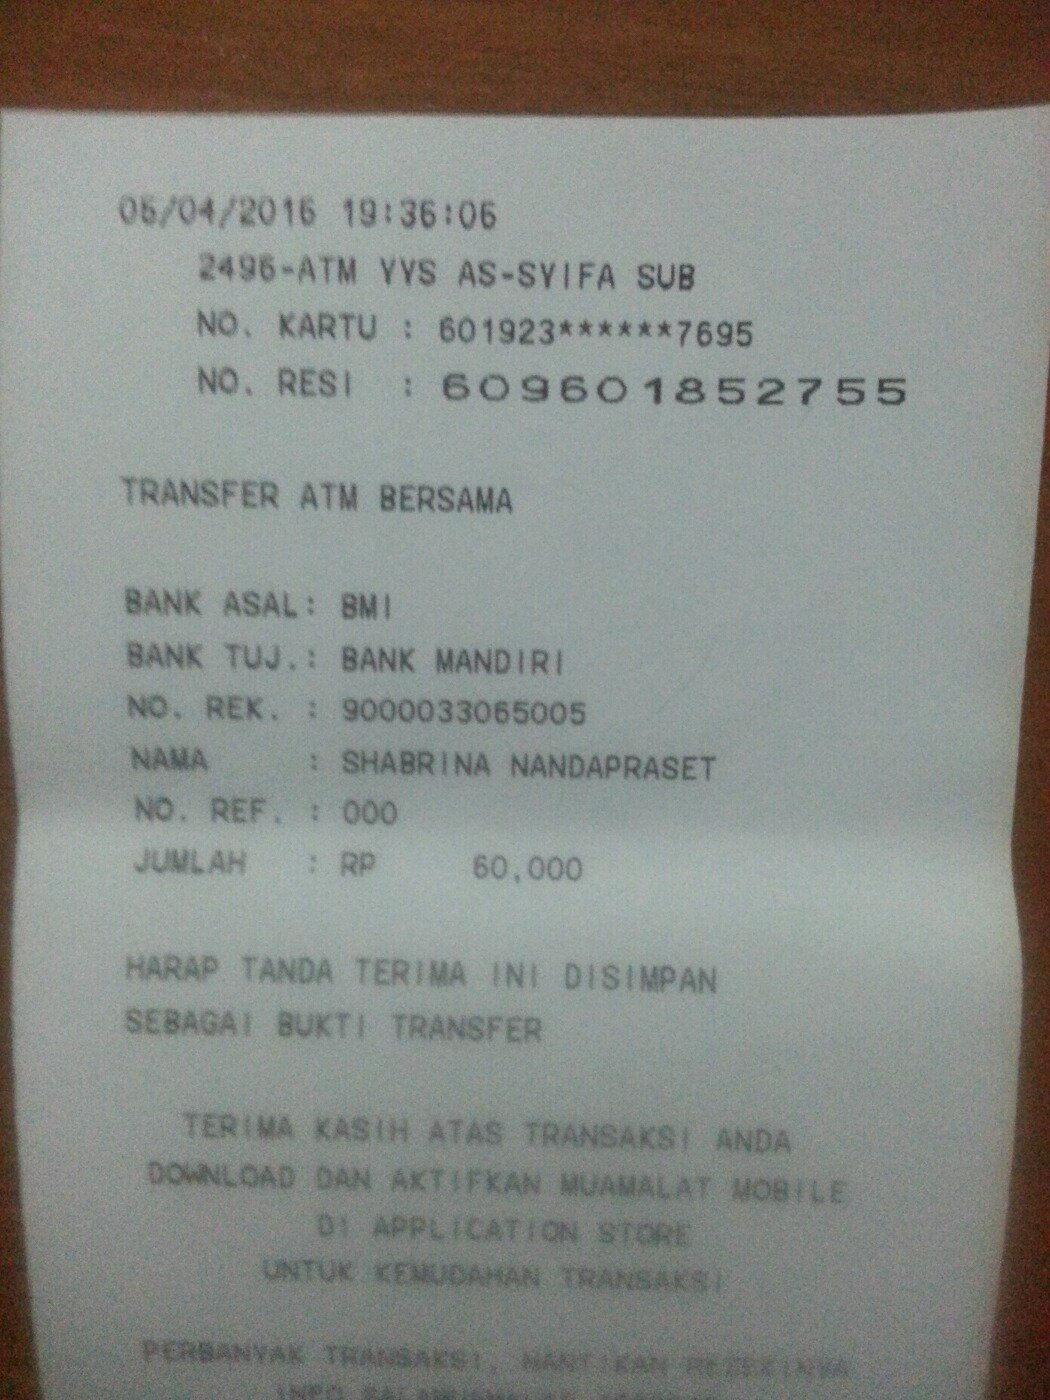 05/04/2016 19:36:06
2496-ATM YYS AS-SYIFA SUB
NO. KARTU : 601923******7695
NO. RESI : 609601852755
TRANSFER ATM BERSAMA
BANK ASAL: BMI
BANK TUJ.: BANK MANDIRI
NO. REK. : 9000033065005
NAMA : SHABRINA NANDAPRASET
NO. REF. : 000
JUMLAH : RP 60,000
HARAP TANDA TERIMA INI DISIMPAN
SEBAGAI BUKTI TRANSFER
TERIMA KASIH ATAS TRANSAKSI ANDA
DOWNLOAD DAN AKTIFKAN MUAMALAT MOBILE
DI APPLICATION STORE
UNTUK KEMUDAHAN TRANSAKSI
PERBANYAK TRANSAKSI, NANTIKAN REZEKINYA
INFO